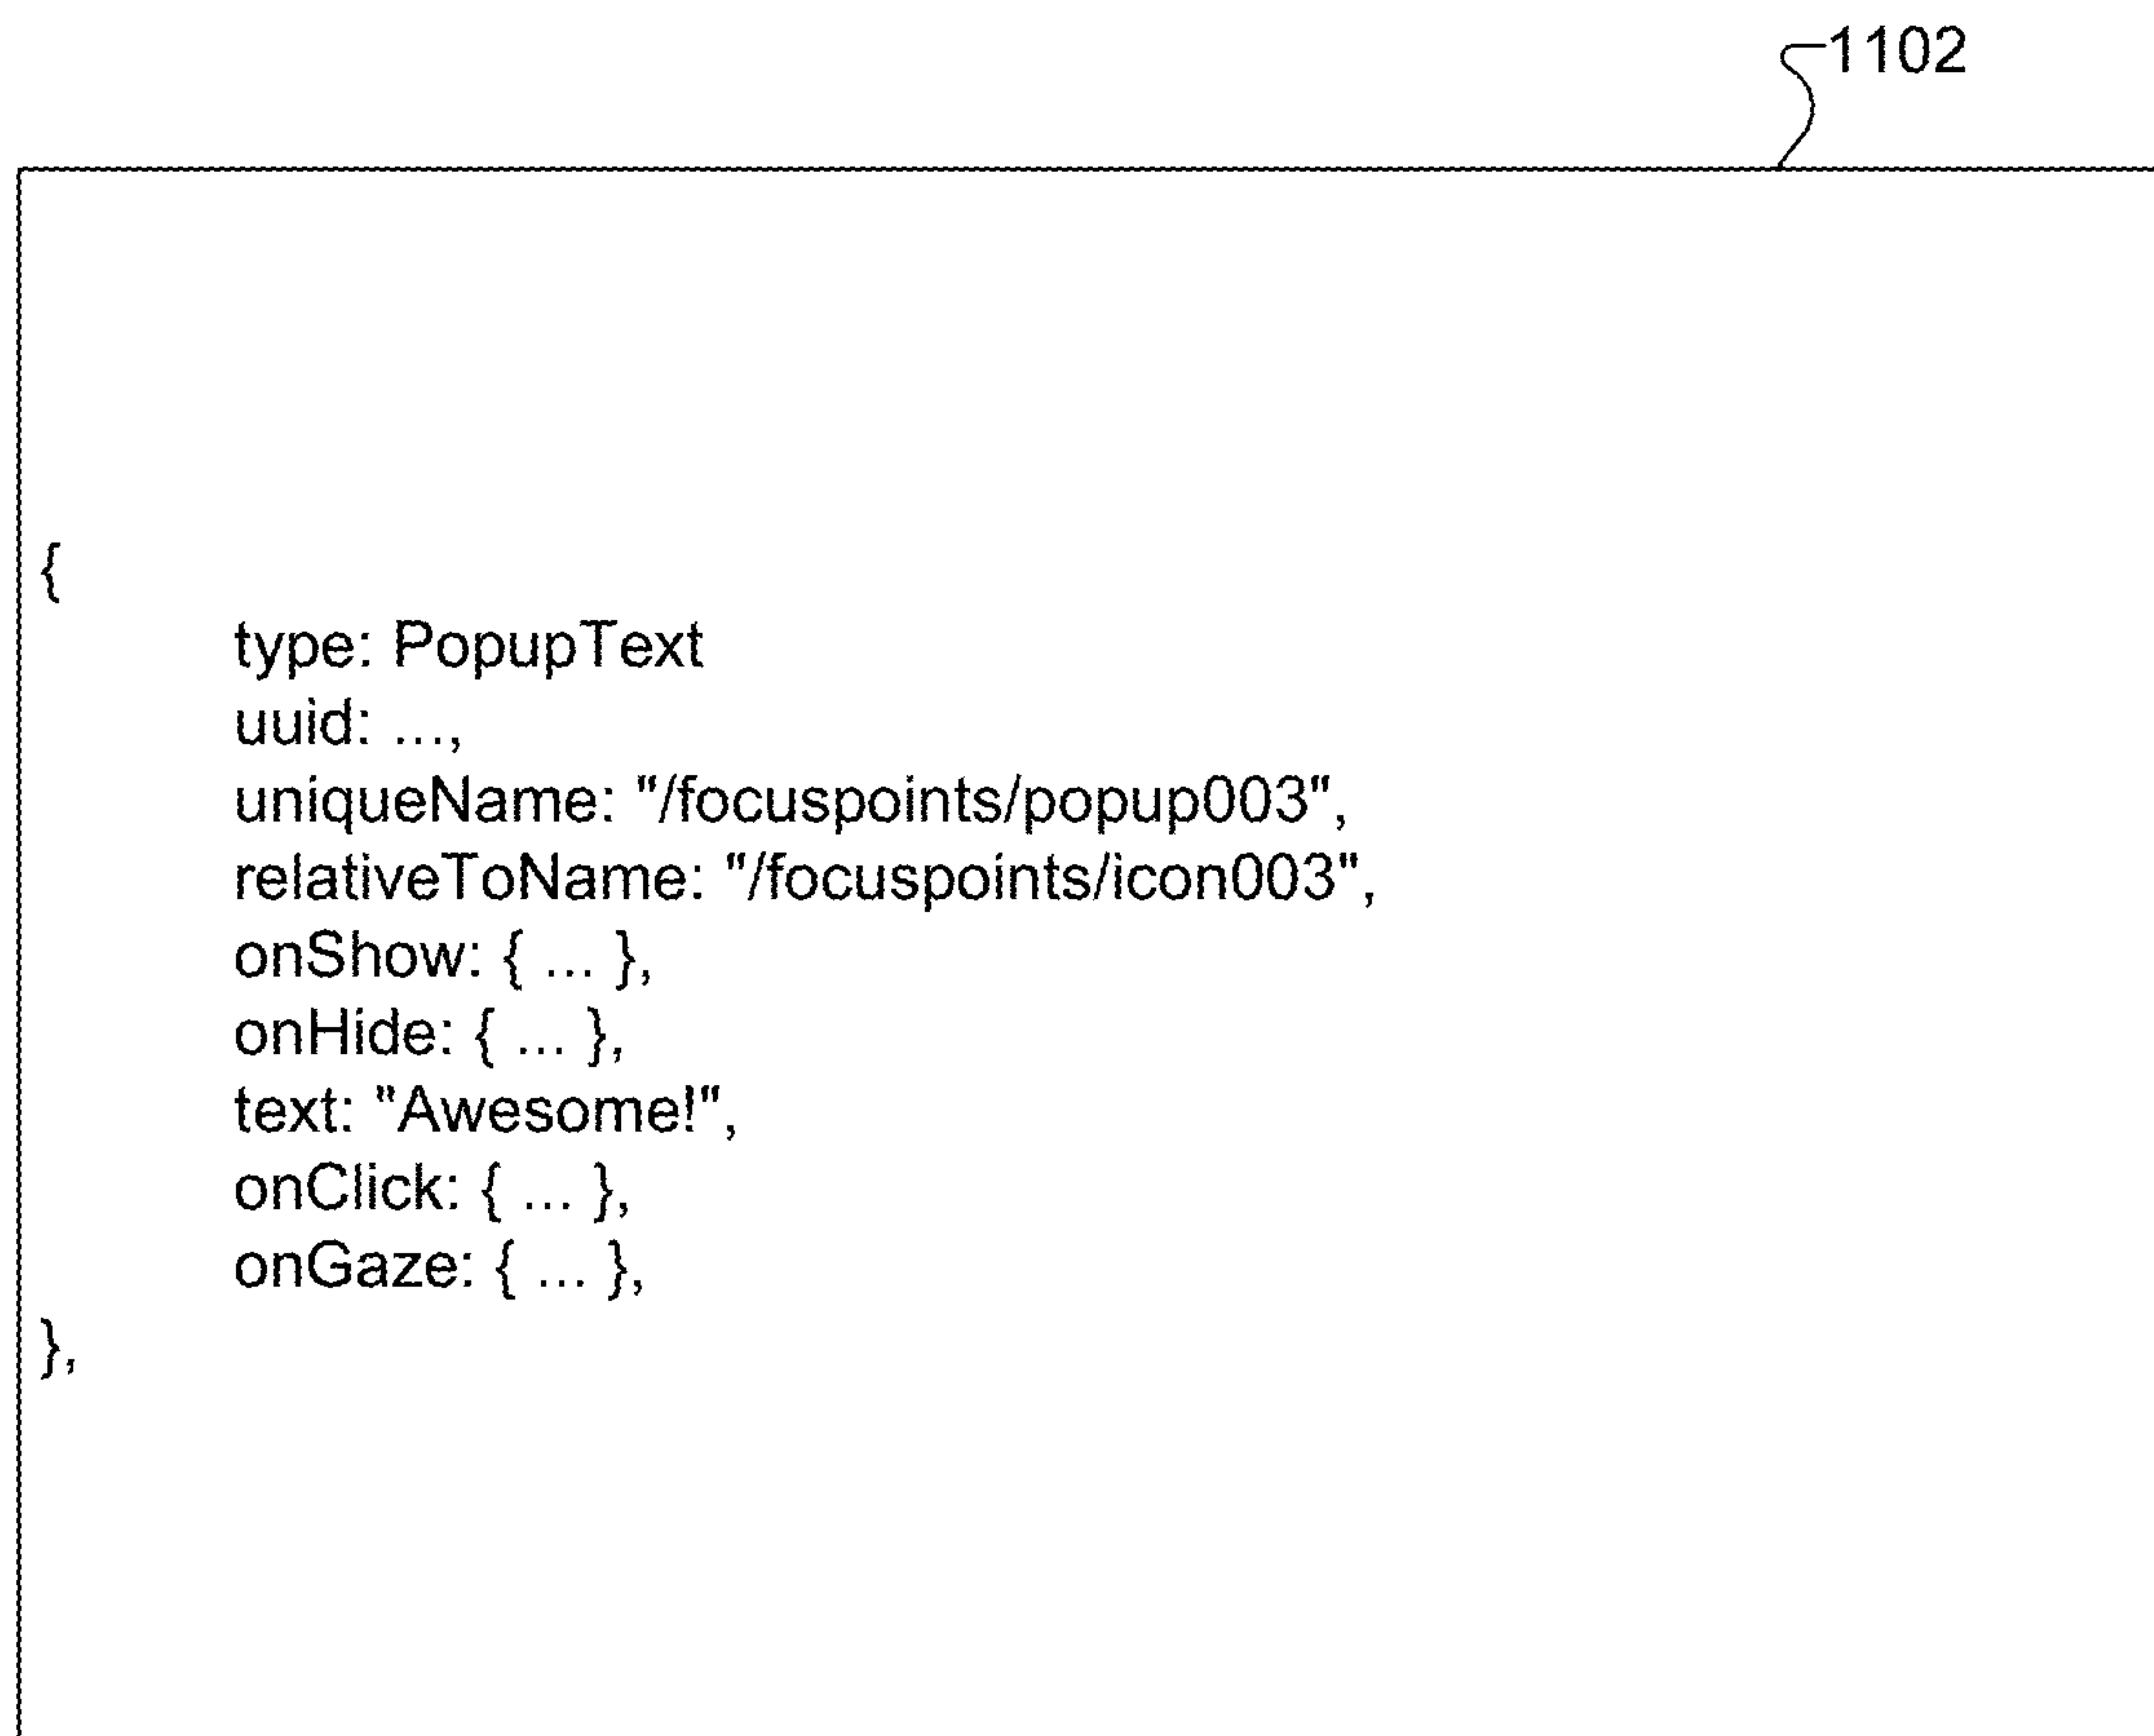 1102
{
type: PopupText
uuid: ...,
uniqueName: "/focuspoints/popup003",
relativeToName: "/focuspoints/icon003",
onShow: { ... },
onHide: { ... },
text: "Awesome!",
onClick: { ... },
onGaze: { ... },
},